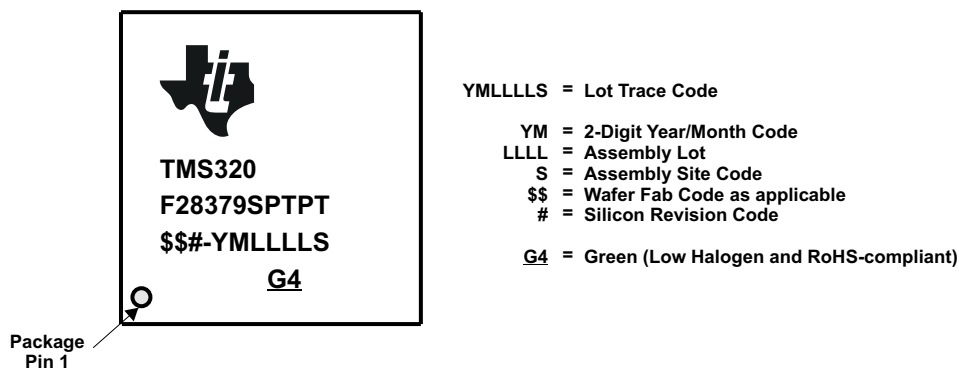 TMS320
F28379SPTPT
$$#-YMLLLLS
G4
Package
Pin 1
YMLLLLS = Lot Trace Code
YM = 2-Digit Year/Month Code
LLLL = Assembly Lot
S = Assembly Site Code
$$ = Wafer Fab Code as applicable
# = Silicon Revision Code
G4 = Green (Low Halogen and RoHS-compliant)